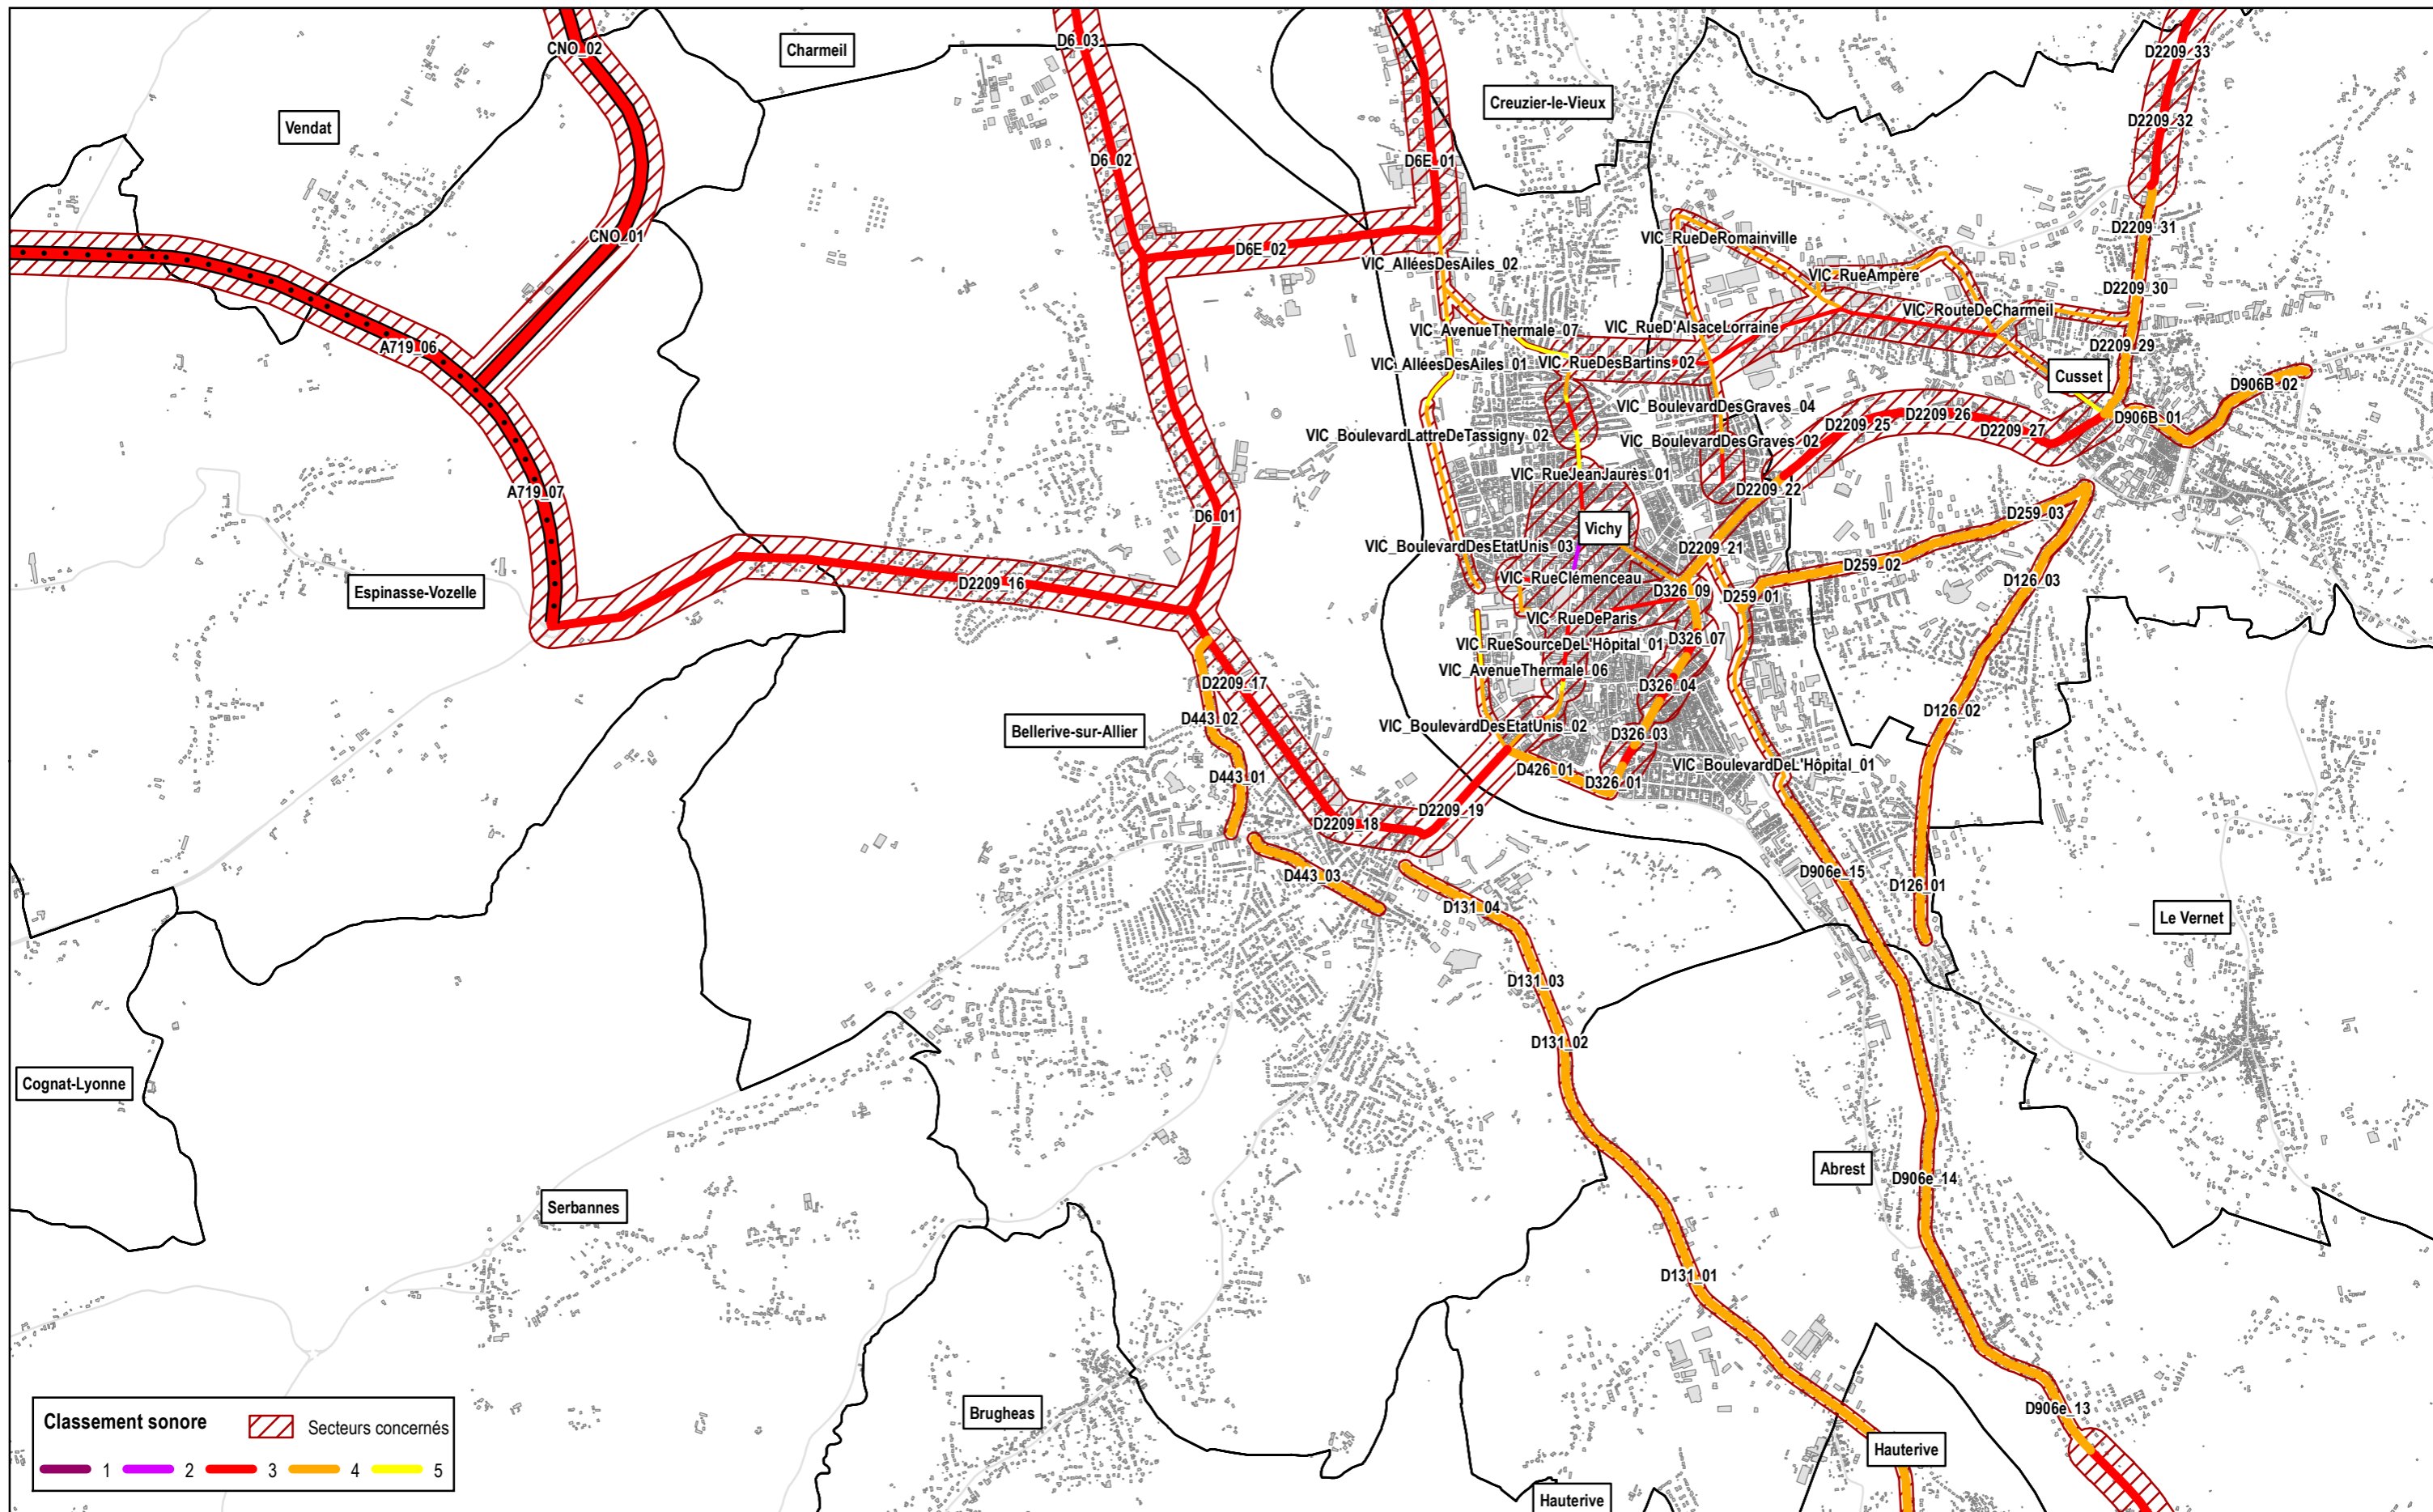 CNO_02
D6_03
Charmeil
D2209_33
Creuzier-le-Vieux
Vendat
D2209_32
D6_02
D6E_01
D2209_31
CNO_01
VIC_RueDeRomainville
D6E_02
VIC_AlléesDesAiles_02
VIC_RueAmpère
D2209_30
VIC_RouteDeCharmeil
VIC_AvenueThermale_07
VIC_RueD'AlsaceLorraine
A719_06
D2209_29
VIC_AlléesDesAiles_01
VIC_RueDesBartins_02
Cusset
D906B_02
VIC_BoulevardDesGraves_04
D2209_26
D906B_01
D2209_25
D2209_27
VIC_BoulevardLattreDeTassigny_02
VIC_BoulevardDesGraves_02
VIC_RueJeanJaurès_01
A719_07
D2209_22
D6_01
D259_03
Vichy
VIC_BoulevardDesEtatUnis_03
D2209_21
D259_02
D2209_16
VIC_RueClémenceau
D126_03
Espinasse-Vozelle
D326_09
D259_01
VIC_RueDeParis
D326_07
VIC_RueSourceDeL'Hôpital_01
VIC_AvenueThermale_06
D2209_17
D326_04
D126_02
D443_02
Bellerive-sur-Allier
VIC_BoulevardDesEtatUnis_02
D326_03
VIC_BoulevardDeL'Hôpital_01
D426_01
D443_01
D326_01
D2209_19
D2209_18
D906e_15
D443_03
D126_01
D131_04
Le Vernet
D131_03
D131_02
Cognat-Lyonne
Abrest
D906e_14
Serbannes
D131_01
D906e_13
Brugheas
Hauterive
Hauterive
Classement sonore
Secteurs concernés
1 2 3 4 5